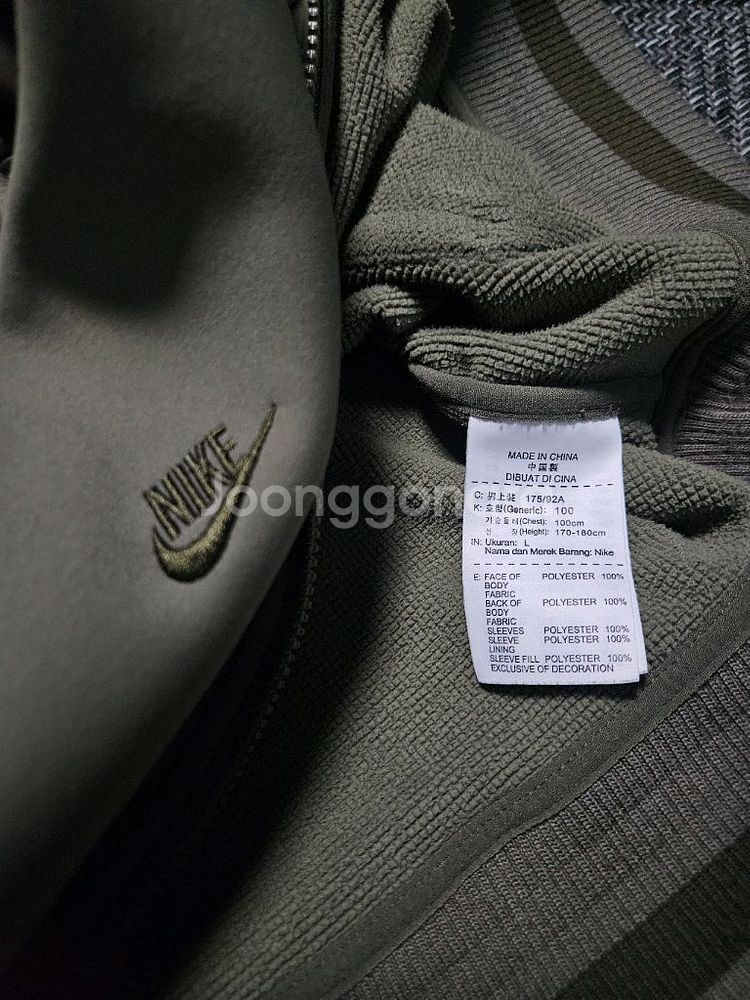 NIKE
Joonggon
MADE IN CHINA
中国製
DIBUAT DI CINA
C: 男上装 175/92A
K: 호칭(Generic): 100
가슴둘레(Chest): 100cm
신 장(Height): 170-180cm
IN: Ukuran: L
Nama dan Merek Barang: Nike
E: FACE OF POLYESTER 100%
BODY
FABRIC
BACK OF POLYESTER 100%
BODY
FABRIC
SLEEVES POLYESTER 100%
SLEEVE POLYESTER 100%
LINING
SLEEVE FILL POLYESTER 100%
EXCLUSIVE OF DECORATION